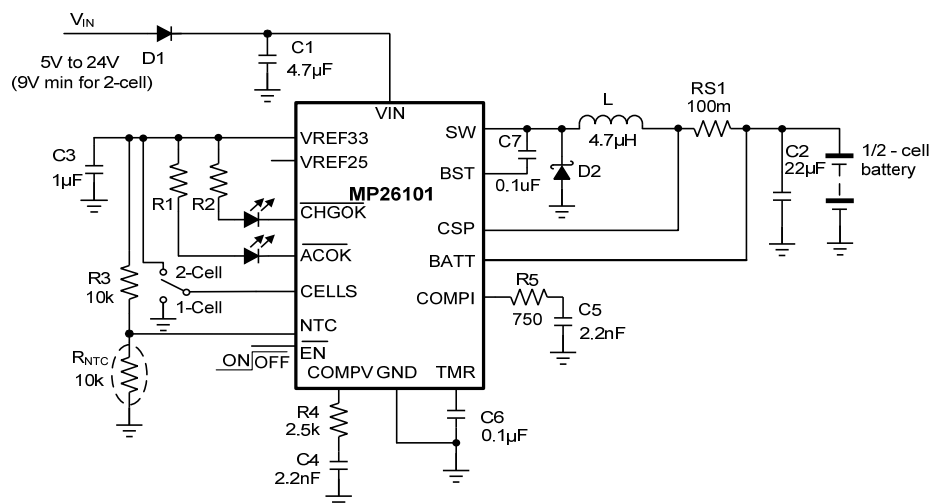 VIN
5V to 24V
(9V min for 2-cell)
D1
C1
4.7µF
VIN
RS1
100m
L
4.7µH
C3
1µF
VREF33
VREF25
SW
C7
0.1uF
BST
D2
C2
22µF
1/2 - cell
battery
MP26101
R1
R2
CHGOK
ACOK
CSP
BATT
R3
10k
2-Cell
1-Cell
CELLS
COMPI
R5
750
C5
2.2nF
NTC
EN
ON OFF
RNTC
10k
COMPV
GND
TMR
R4
2.5k
C4
2.2nF
C6
0.1µF